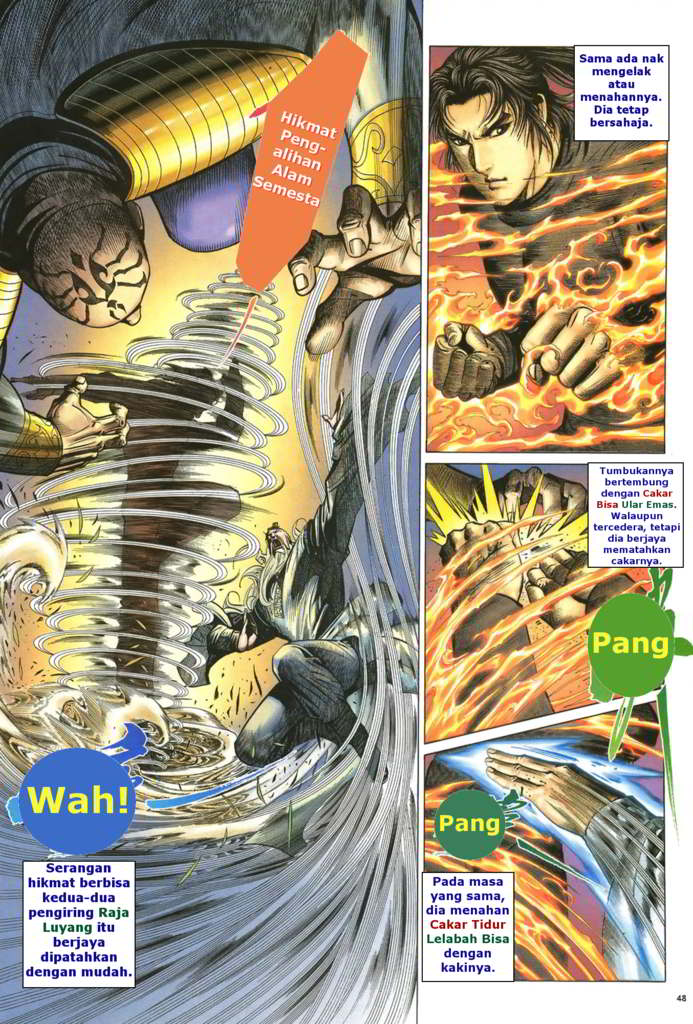 Hikmat
Peng-
alihan
Alam
Semesta
Wah!
Serangan
hikmat berbisa
kedua-dua
pengiring Raja
Luyang itu
berjaya
dipatahkan
dengan mudah.
Sama ada nak
mengelak
atau
menahannya.
Dia tetap
bersahaja.
Tumbukannya
bertembung
dengan Cakar
Bisa Ular Emas.
Walaupun
tercedera, tetapi
dia berjaya
mematahkan
cakarnya.
Pang
Pang
Pada masa
yang sama,
dia menahan
Cakar Tidur
Lelabah Bisa
dengan
kakinya.
48